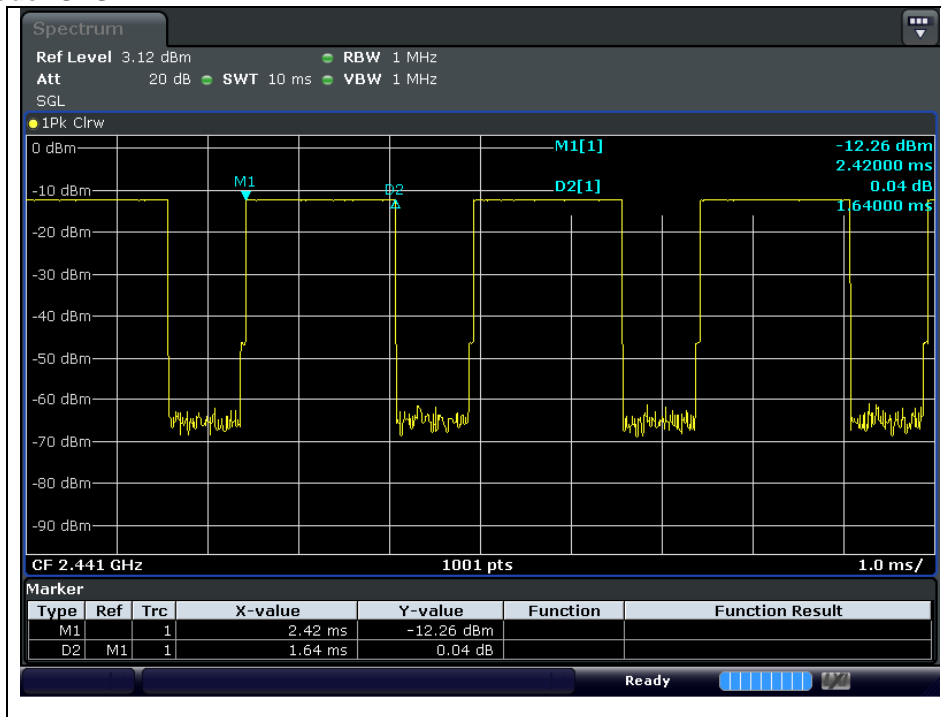 Spectrum
Ref Level 3.12 dBm RBW 1 MHz
Att 20 dB SWT 10 ms VBW 1 MHz
SGL
1Pk Clrw
0 dBm
M1[1] -12.26 dBm
2.42000 ms
M1
-10 dBm
D2
D2[1] 0.04 dB
1.64000 ms
-20 dBm
-30 dBm
-40 dBm
-50 dBm
-60 dBm
-70 dBm
-80 dBm
-90 dBm
CF 2.441 GHz 1001 pts 1.0 ms/
Marker
Type Ref Trc X-value Y-value Function Function Result
M1 1 2.42 ms -12.26 dBm
D2 M1 1 1.64 ms 0.04 dB
Ready